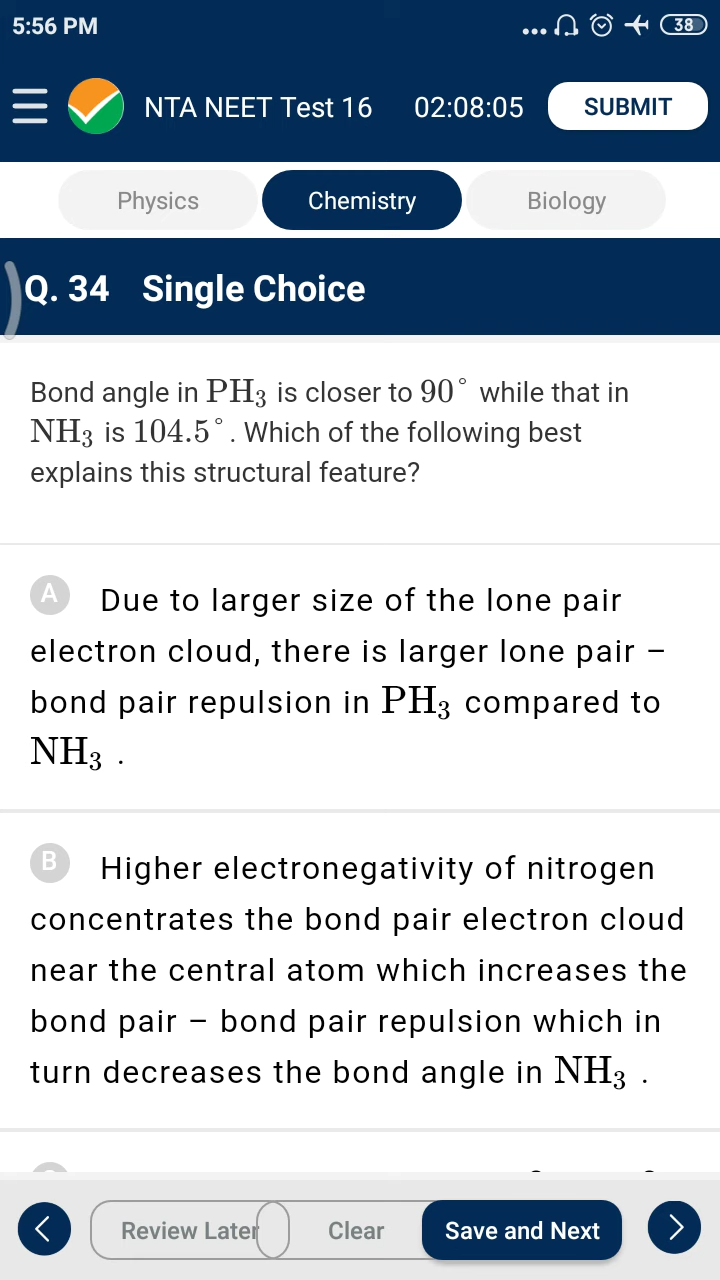 5:56 PM
38
NTA NEET Test 16 02:08:05 SUBMIT
Physics Chemistry Biology
Q. 34 Single Choice
Bond angle in PH₃ is closer to 90° while that in
NH₃ is 104.5°. Which of the following best
explains this structural feature?
A Due to larger size of the lone pair
electron cloud, there is larger lone pair –
bond pair repulsion in PH₃ compared to
NH₃ .
B Higher electronegativity of nitrogen
concentrates the bond pair electron cloud
near the central atom which increases the
bond pair – bond pair repulsion which in
turn decreases the bond angle in NH₃ .
Review Later Clear Save and Next